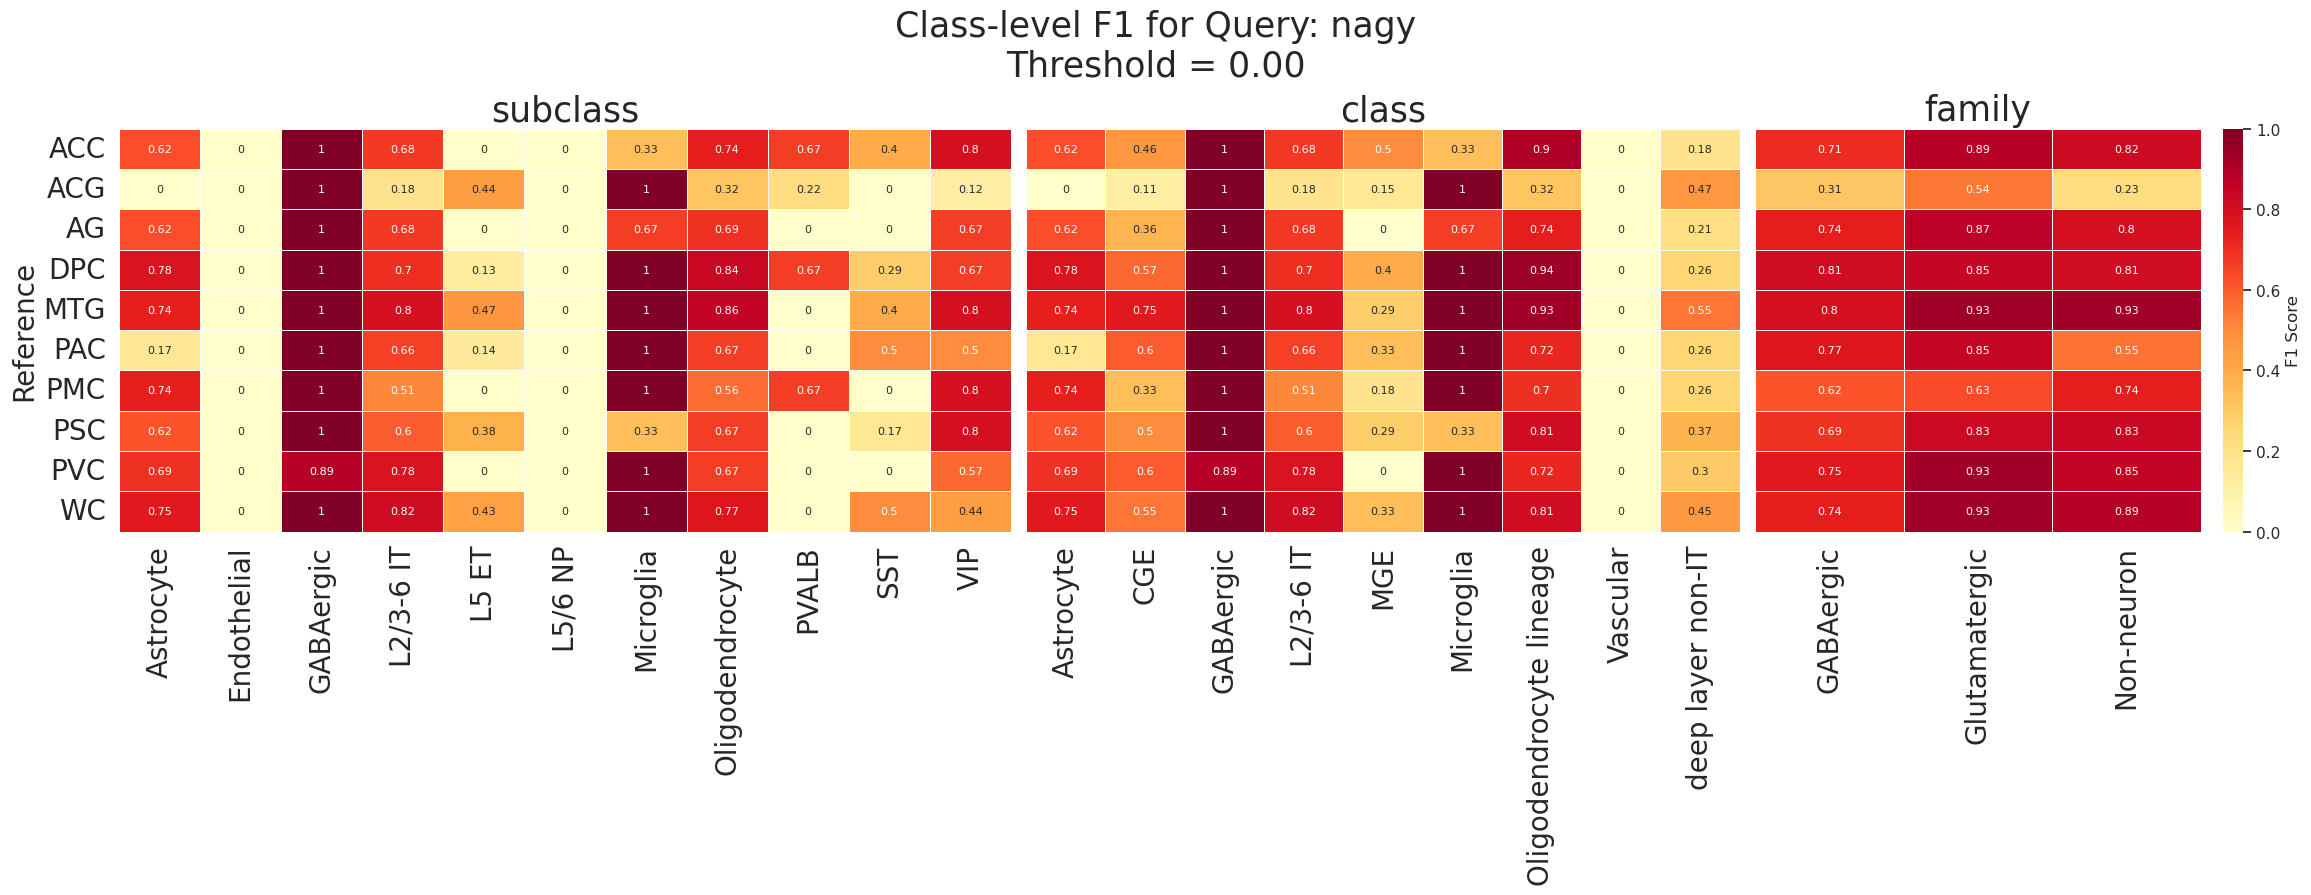 Class-level F1 for Query: nagy
Threshold = 0.00
subclass class family
Reference
ACC 0.62 0 1 0.68 0 0 0.33 0.74 0.67 0.4 0.8 0.62 0.46 1 0.68 0.5 0.33 0.9 0 0.18 0.71 0.89 0.82
ACG 0 0 1 0.18 0.44 0 1 0.32 0.22 0 0.12 0 0.11 1 0.18 0.15 1 0.32 0 0.47 0.31 0.54 0.23
AG 0.62 0 1 0.68 0 0 0.67 0.69 0 0 0.67 0.62 0.36 1 0.68 0 0.67 0.74 0 0.21 0.74 0.87 0.8
DPC 0.78 0 1 0.7 0.13 0 1 0.84 0.67 0.29 0.67 0.78 0.57 1 0.7 0.4 1 0.94 0 0.26 0.81 0.85 0.81
MTG 0.74 0 1 0.8 0.47 0 1 0.86 0 0.4 0.8 0.74 0.75 1 0.8 0.29 1 0.93 0 0.55 0.8 0.93 0.93
PAC 0.17 0 1 0.66 0.14 0 1 0.67 0 0.5 0.5 0.17 0.6 1 0.66 0.33 1 0.72 0 0.26 0.77 0.85 0.55
PMC 0.74 0 1 0.51 0 0 1 0.56 0.67 0 0.8 0.74 0.33 1 0.51 0.18 1 0.7 0 0.26 0.62 0.63 0.74
PSC 0.62 0 1 0.6 0.38 0 0.33 0.67 0 0.17 0.8 0.62 0.5 1 0.6 0.29 0.33 0.81 0 0.37 0.69 0.83 0.83
PVC 0.69 0 0.89 0.78 0 0 1 0.67 0 0 0.57 0.69 0.6 0.89 0.78 0 1 0.72 0 0.3 0.75 0.93 0.85
WC 0.75 0 1 0.82 0.43 0 1 0.77 0 0.5 0.44 0.75 0.55 1 0.82 0.33 1 0.81 0 0.45 0.74 0.93 0.89
Astrocyte
Endothelial
GABAergic
L2/3-6 IT
L5 ET
L5/6 NP
Microglia
Oligodendrocyte
PVALB
SST
VIP
Astrocyte
CGE
GABAergic
L2/3-6 IT
MGE
Microglia
Oligodendrocyte lineage
Vascular
deep layer non-IT
GABAergic
Glutamatergic
Non-neuron
1.0
0.8
0.6
0.4
0.2
0.0
F1 Score